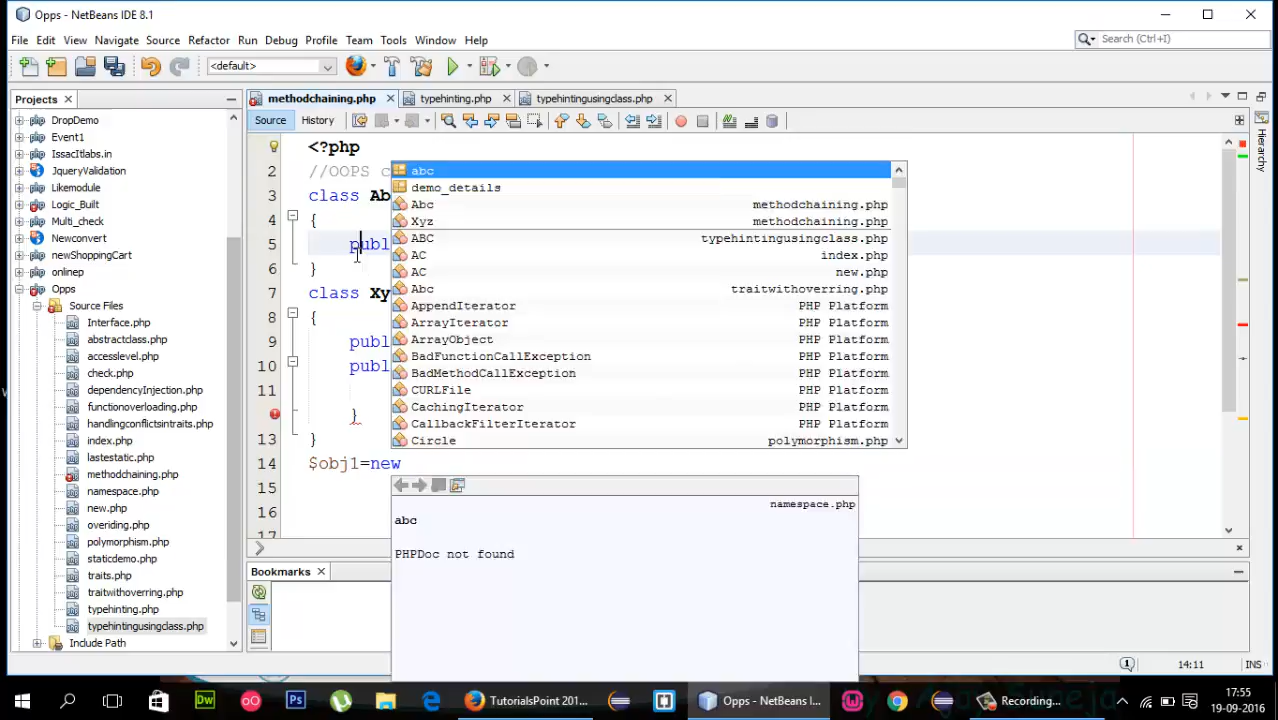 Opps - NetBeans IDE 8.1
File Edit View Navigate Source Refactor Run Debug Profile Team Tools Window Help
Search (Ctrl+I)
<default>
Projects
methodchaining.php
typehinting.php
typehintingusingclass.php
Source
History
DropDemo
Event1
IssacItlabs.in
JqueryValidation
Likemodule
Logic_Built
Multi_check
Newconvert
newShoppingCart
onlinep
Opps
Source Files
Interface.php
abstractclass.php
accesslevel.php
check.php
dependencyInjection.php
functionoverloading.php
handlingconflictsintraits.php
index.php
lastestatic.php
methodchaining.php
namespace.php
new.php
overiding.php
polymorphism.php
staticdemo.php
traits.php
traitwithoverring.php
typehinting.php
typehintingusingclass.php
Include Path
<?php
2 //OOPS c
3 class Ab
4 {
5 publ
6 }
7 class Xy
8 {
9 publ
10 publ
11
}
13 }
14 $obj1=new
15
16
17
abc
demo_details
Abc methodchaining.php
Xyz methodchaining.php
ABC typehintingusingclass.php
AC index.php
AC new.php
Abc traitwithoverring.php
AppendIterator PHP Platform
ArrayIterator PHP Platform
ArrayObject PHP Platform
BadFunctionCallException PHP Platform
BadMethodCallException PHP Platform
CURLFile PHP Platform
CachingIterator PHP Platform
CallbackFilterIterator PHP Platform
Circle polymorphism.php
namespace.php
abc
PHPDoc not found
Hierarchy
Bookmarks
1
14:11
INS
TutorialsPoint 201...
Opps - NetBeans I...
Recording...
17:55
19-09-2016